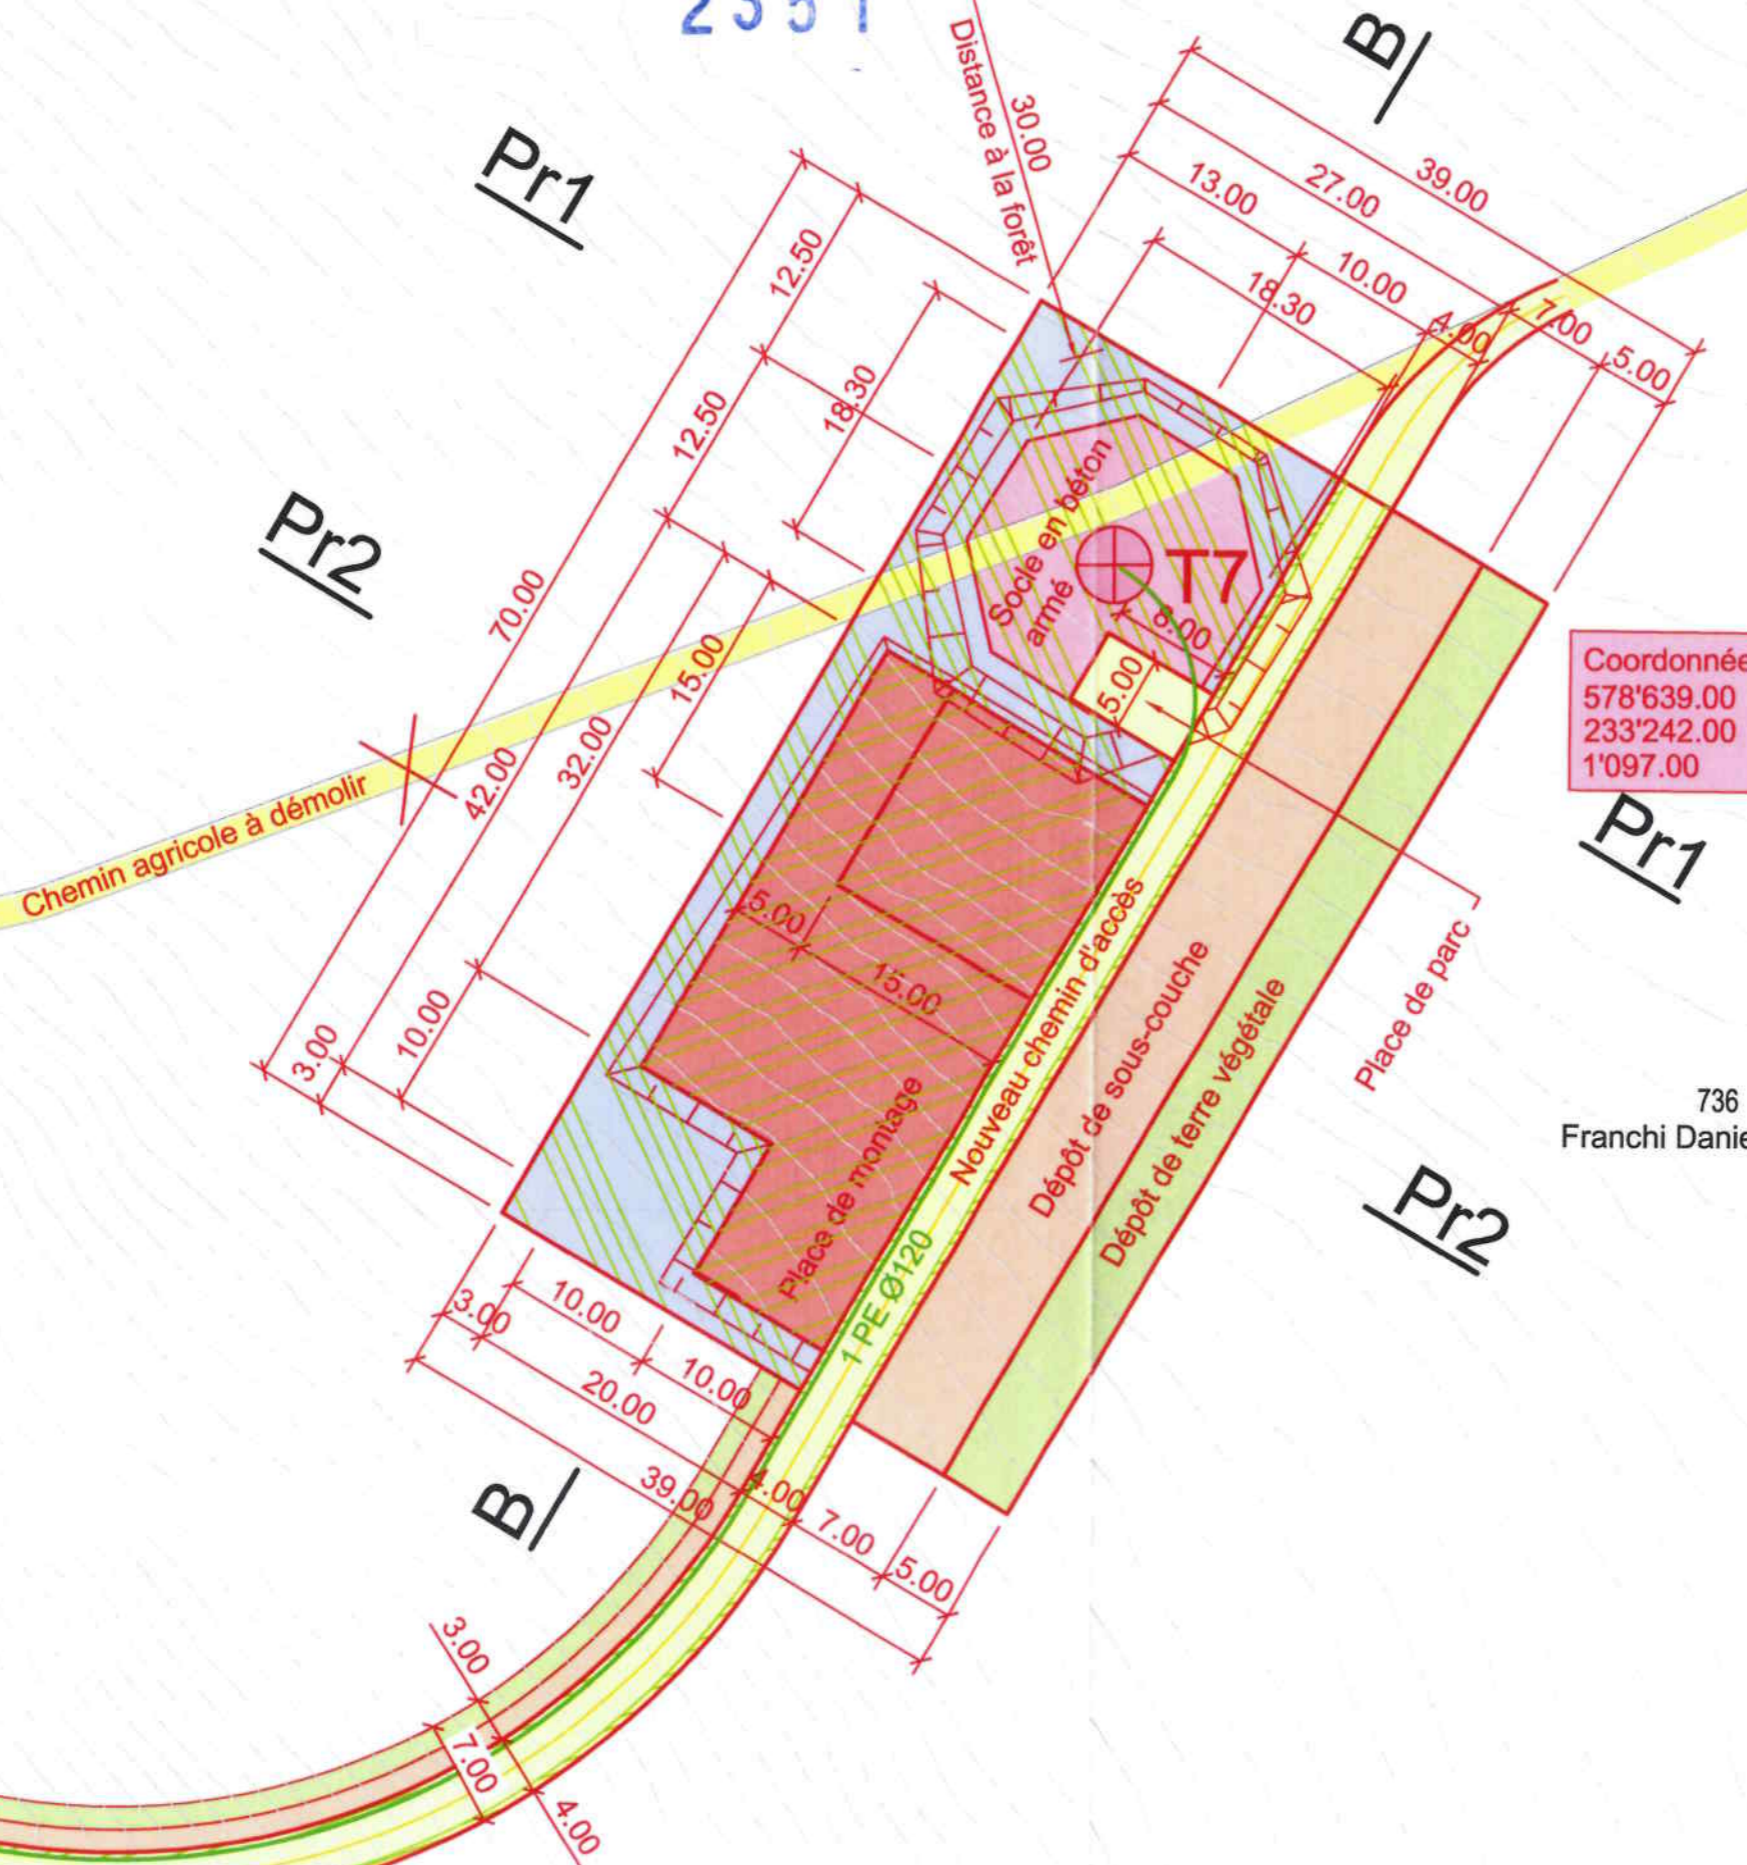 2351
B
Pr1
Distance à la forêt
30.00
39.00
27.00
13.00
10.00
18.30
4.00
7.00
5.00
12.50
12.50
18.30
Pr2
70.00
42.00
32.00
15.00
Socle en béton
armé
T7
8.00
5.00
Coordonnée
578'639.00
233'242.00
1'097.00
Pr1
Chemin agricole à démolir
5.00
15.00
10.00
3.00
Place de montage
Nouveau chemin d'accès
Dépôt de sous-couche
Dépôt de terre végétale
Place de parc
736
Franchi Danie
Pr2
1 PE Ø120
3.00
10.00
10.00
20.00
39.00
4.00
7.00
5.00
B
3.00
7.00
4.00